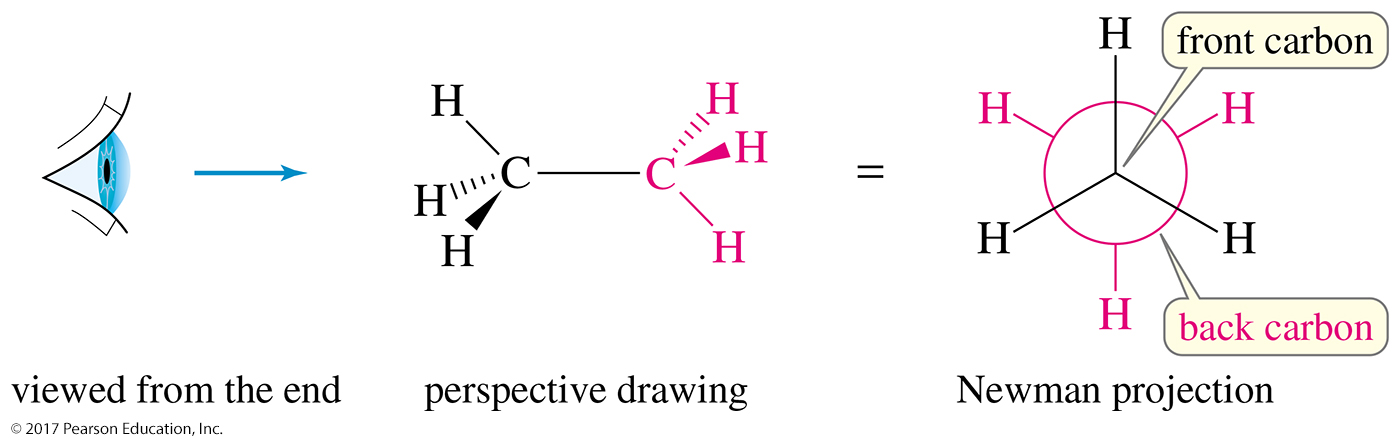 H
H
H
C
C
H
H
H
=
H
front carbon
H
H
H
H
H
back carbon
viewed from the end
perspective drawing
Newman projection
© 2017 Pearson Education, Inc.